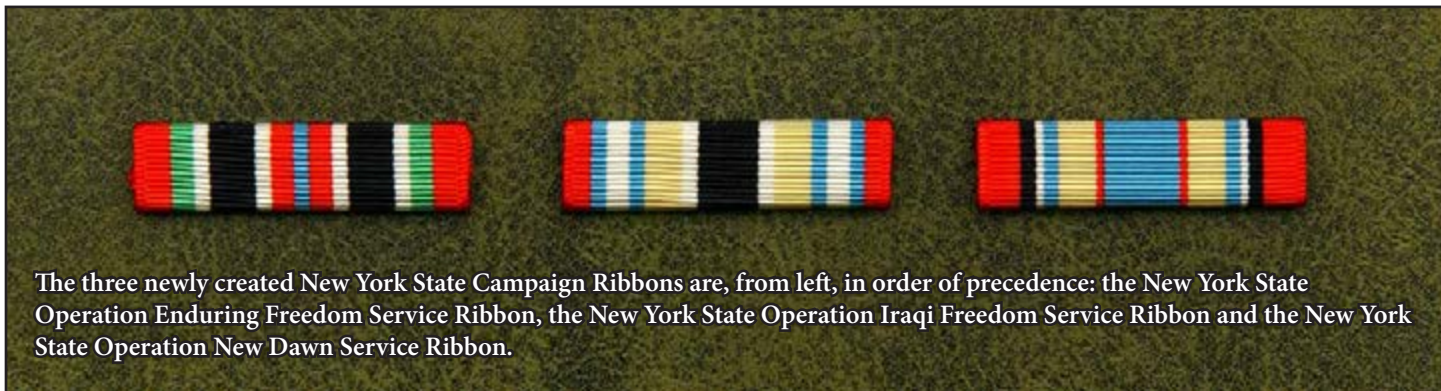 The three newly created New York State Campaign Ribbons are, from left, in order of precedence: the New York State
Operation Enduring Freedom Service Ribbon, the New York State Operation Iraqi Freedom Service Ribbon and the New York
State Operation New Dawn Service Ribbon.